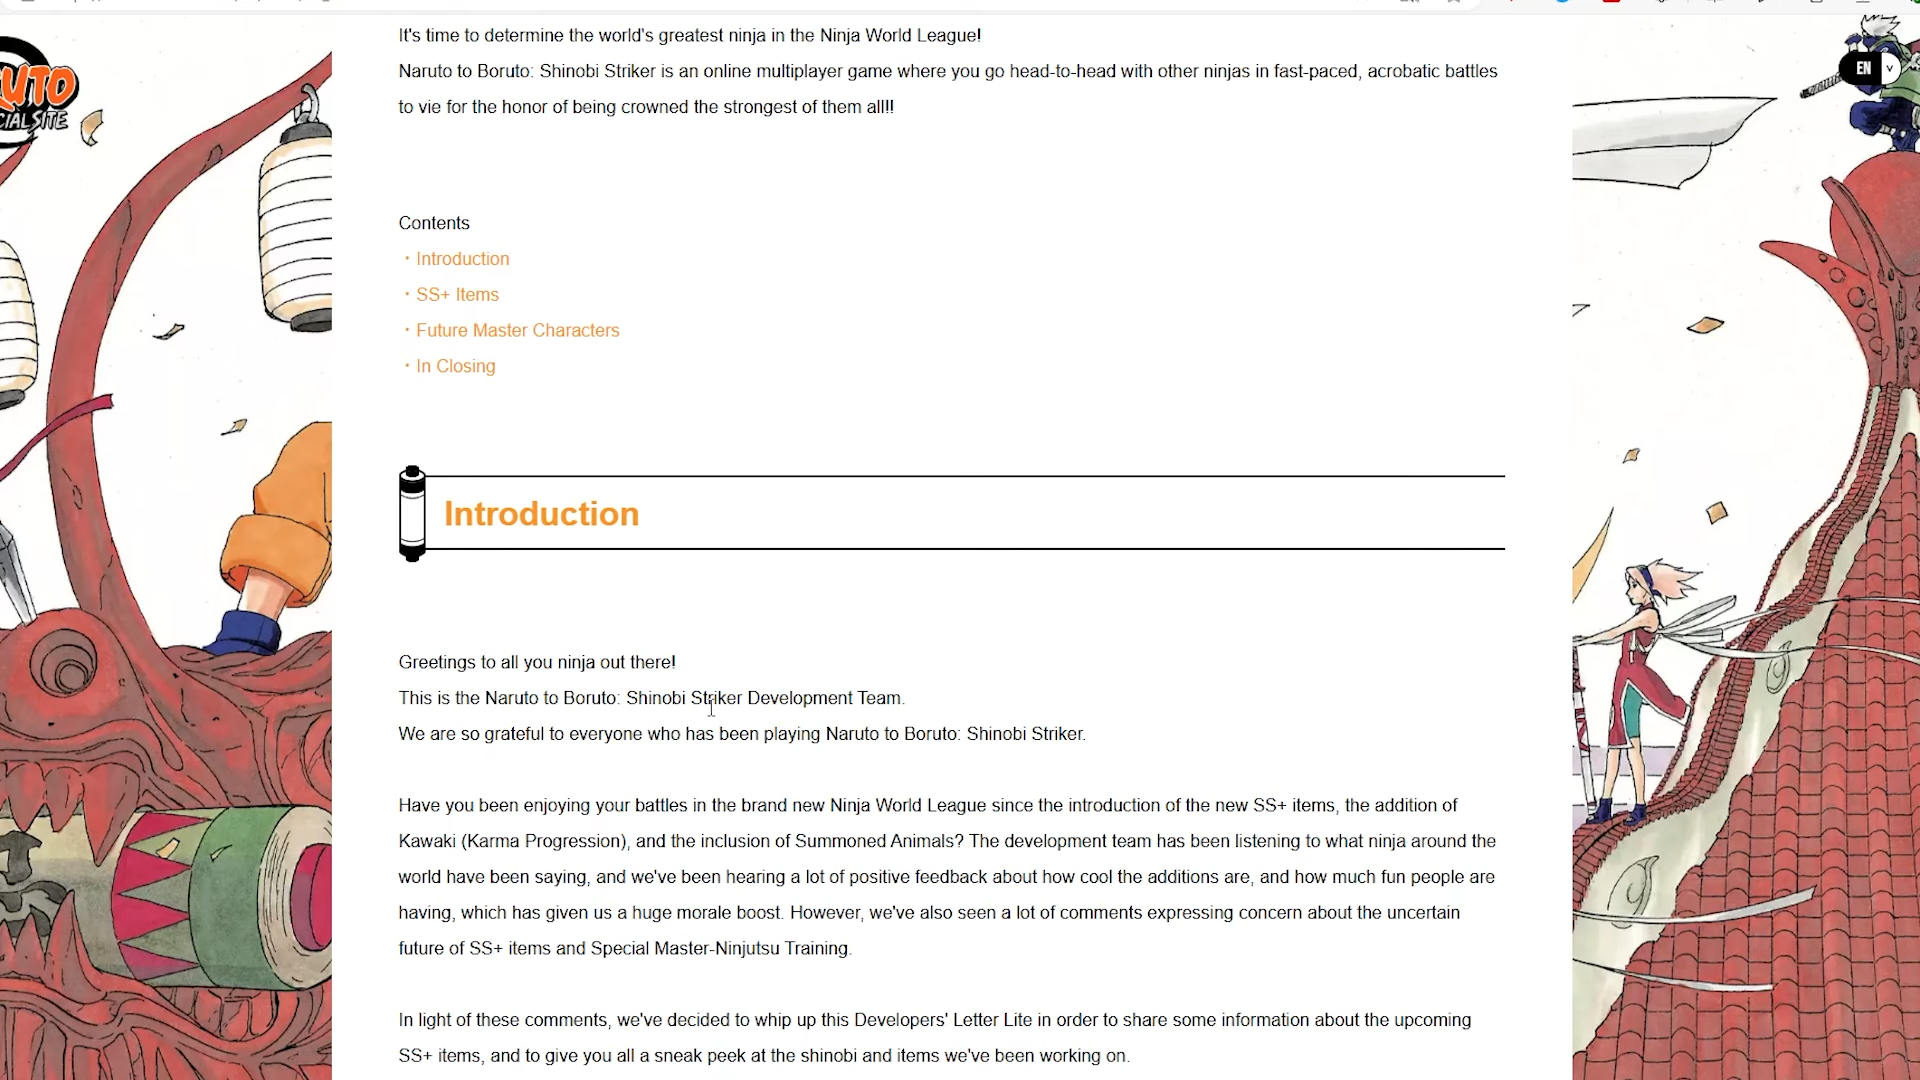 It's time to determine the world's greatest ninja in the Ninja World League!
Naruto to Boruto: Shinobi Striker is an online multiplayer game where you go head-to-head with other ninjas in fast-paced, acrobatic battles
to vie for the honor of being crowned the strongest of them all!!
EN
UTO
CIAL SITE
Contents
・Introduction
・SS+ Items
・Future Master Characters
・In Closing
Introduction
Greetings to all you ninja out there!
This is the Naruto to Boruto: Shinobi Striker Development Team.
We are so grateful to everyone who has been playing Naruto to Boruto: Shinobi Striker.
Have you been enjoying your battles in the brand new Ninja World League since the introduction of the new SS+ items, the addition of
Kawaki (Karma Progression), and the inclusion of Summoned Animals? The development team has been listening to what ninja around the
world have been saying, and we've been hearing a lot of positive feedback about how cool the additions are, and how much fun people are
having, which has given us a huge morale boost. However, we've also seen a lot of comments expressing concern about the uncertain
future of SS+ items and Special Master-Ninjutsu Training.
In light of these comments, we've decided to whip up this Developers' Letter Lite in order to share some information about the upcoming
SS+ items, and to give you all a sneak peek at the shinobi and items we've been working on.